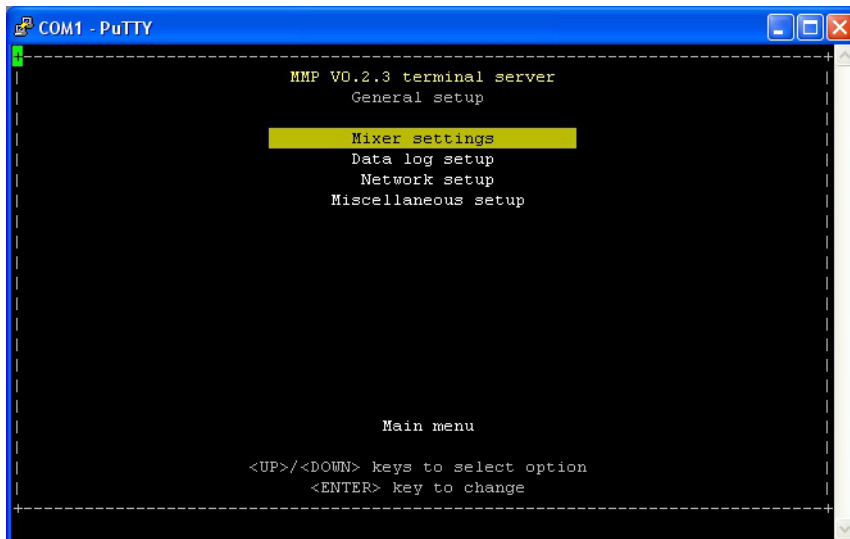 COM1 - PuTTY
MMP V0.2.3 terminal server
General setup
Mixer settings
Data log setup
Network setup
Miscellaneous setup
Main menu
<UP>/<DOWN> keys to select option
<ENTER> key to change